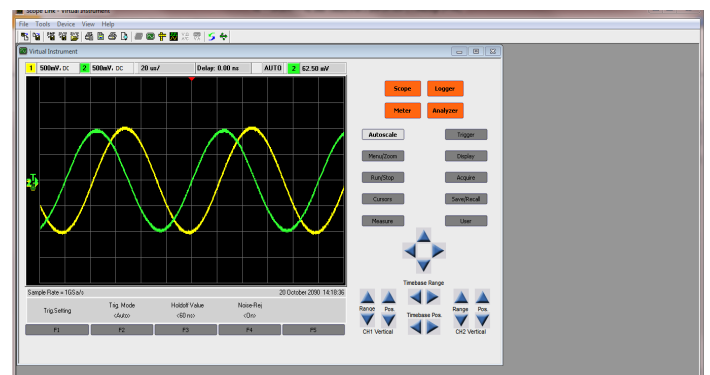 Scope Link - Virtual Instrument
File Tools Device View Help
Virtual Instrument
1 500mV/ DC 2 500mV/ DC 20 us/ Delay: 0.00 ns AUTO 2 62.50 mV
Scope Logger
Meter Analyzer
Autoscale Trigger
Menu/Zoom Display
Run/Stop Acquire
Cursors Save/Recall
Measure User
Timebase Range
Sample Rate = 1GSa/s 20 October 2090 14:18:36
Trig.Setting Trig. Mode Holdoff Value Noise-Rej
<Auto> <60 ns> <On>
Range Pos. Timebase Pos. Range Pos.
F1 F2 F3 F4 F5
CH1 Vertical CH2 Vertical